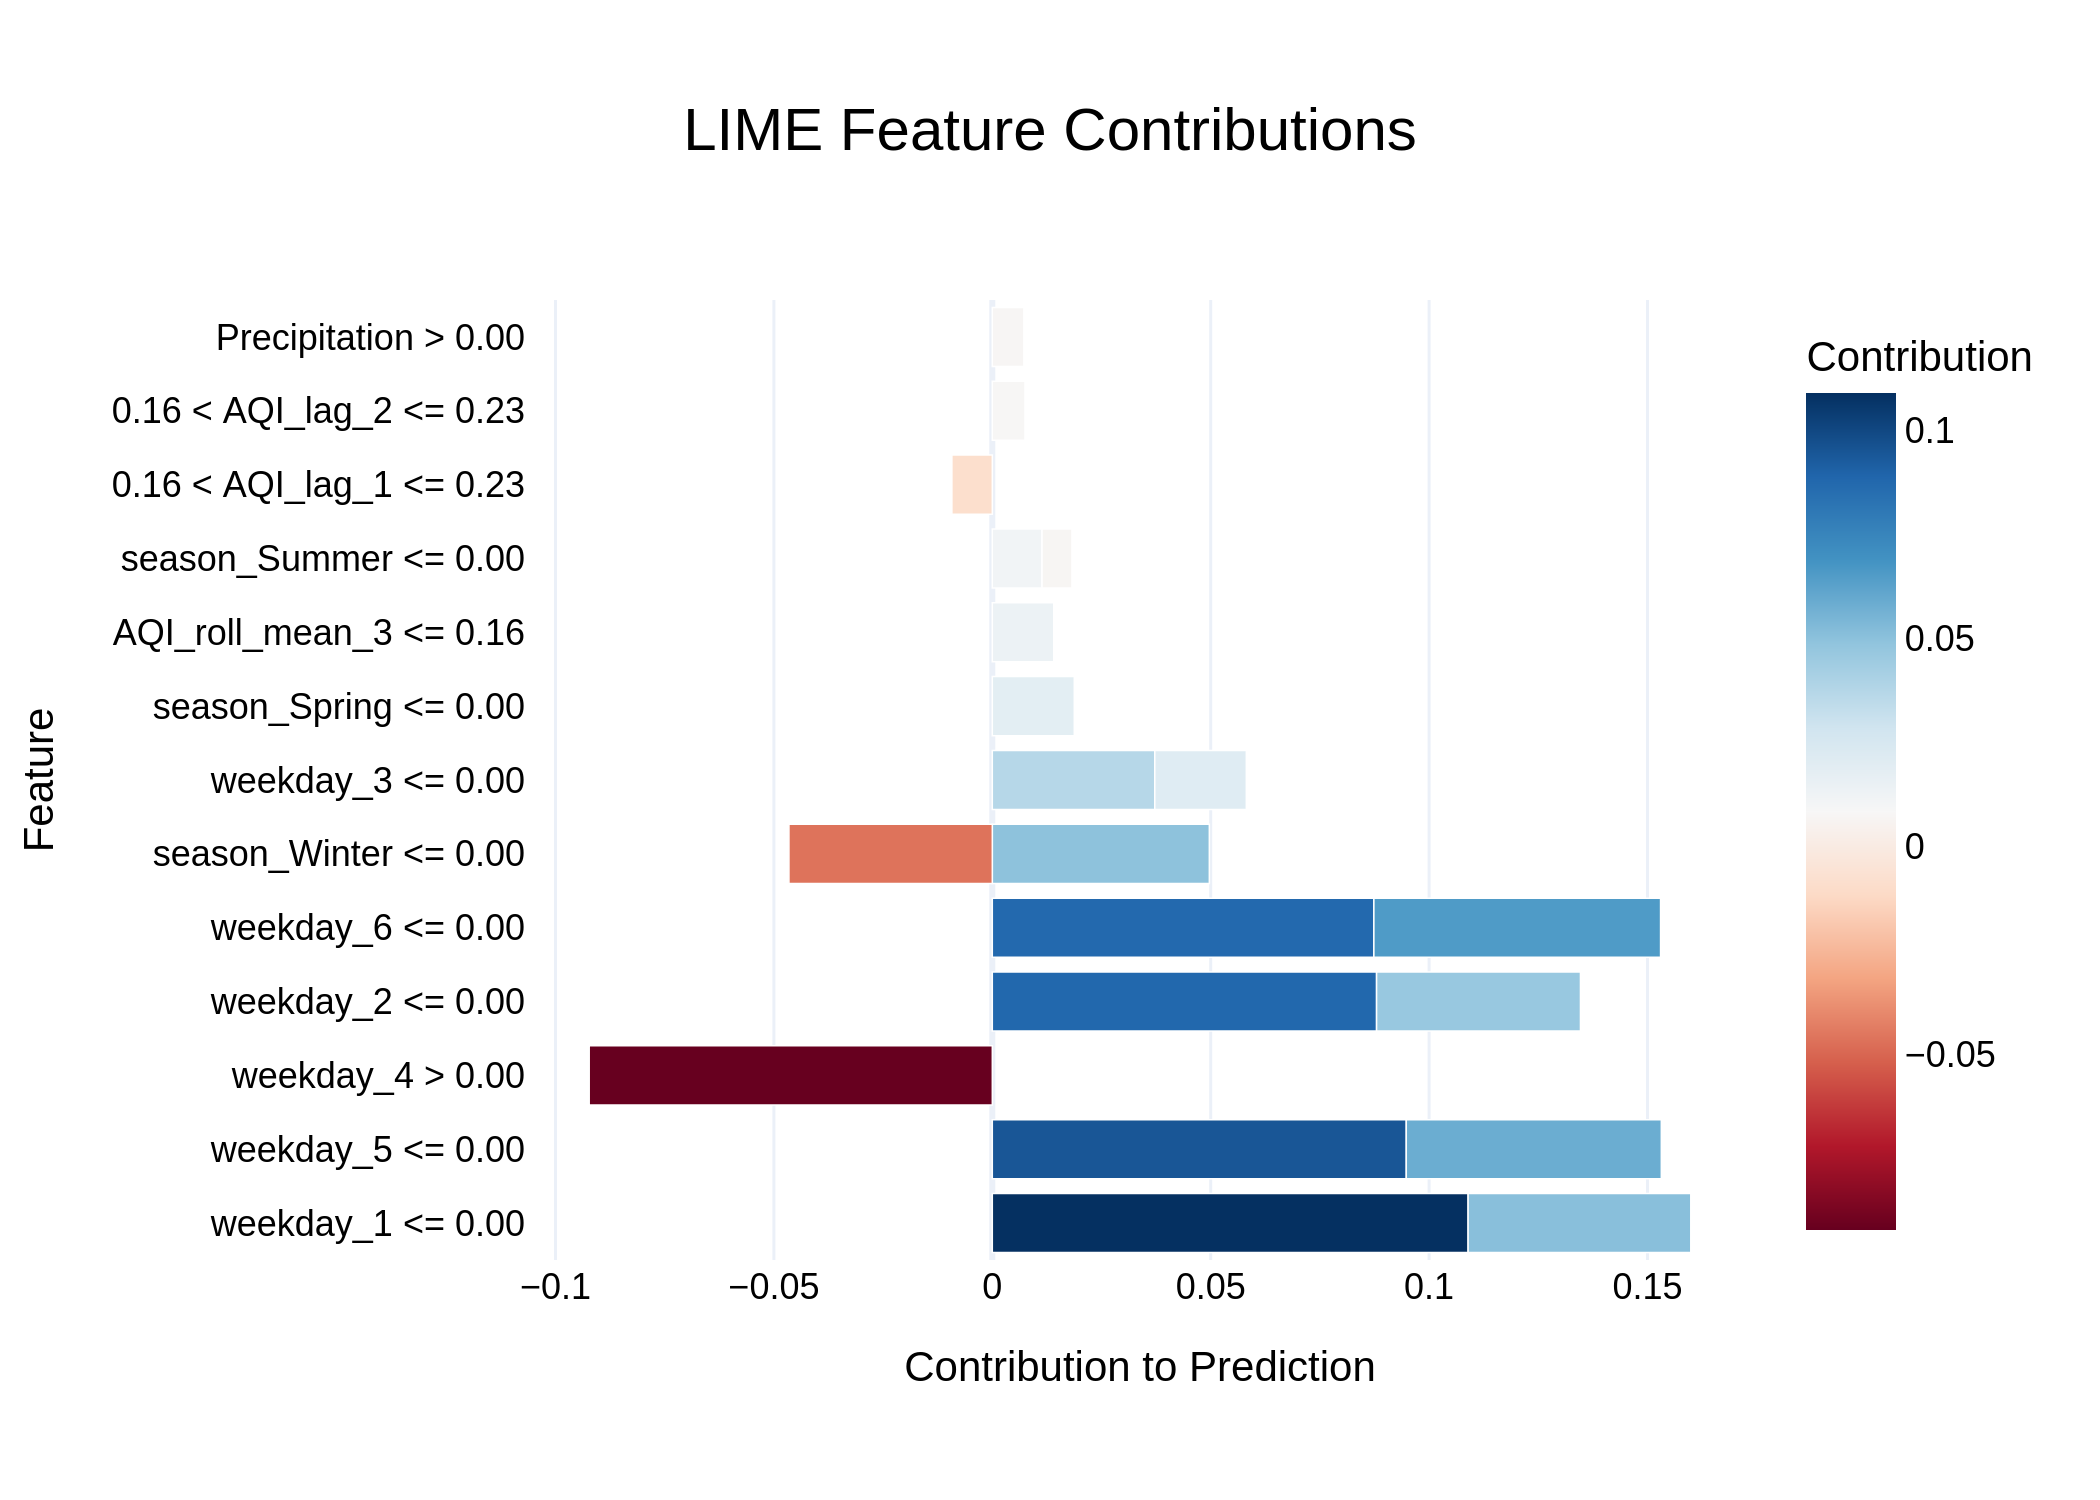 LIME Feature Contributions
Precipitation > 0.00
0.16 < AQI_lag_2 <= 0.23
0.16 < AQI_lag_1 <= 0.23
season_Summer <= 0.00
AQI_roll_mean_3 <= 0.16
season_Spring <= 0.00
weekday_3 <= 0.00
season_Winter <= 0.00
weekday_6 <= 0.00
weekday_2 <= 0.00
weekday_4 > 0.00
weekday_5 <= 0.00
weekday_1 <= 0.00
Feature
−0.1
−0.05
0
0.05
0.1
0.15
Contribution to Prediction
Contribution
0.1
0.05
0
−0.05